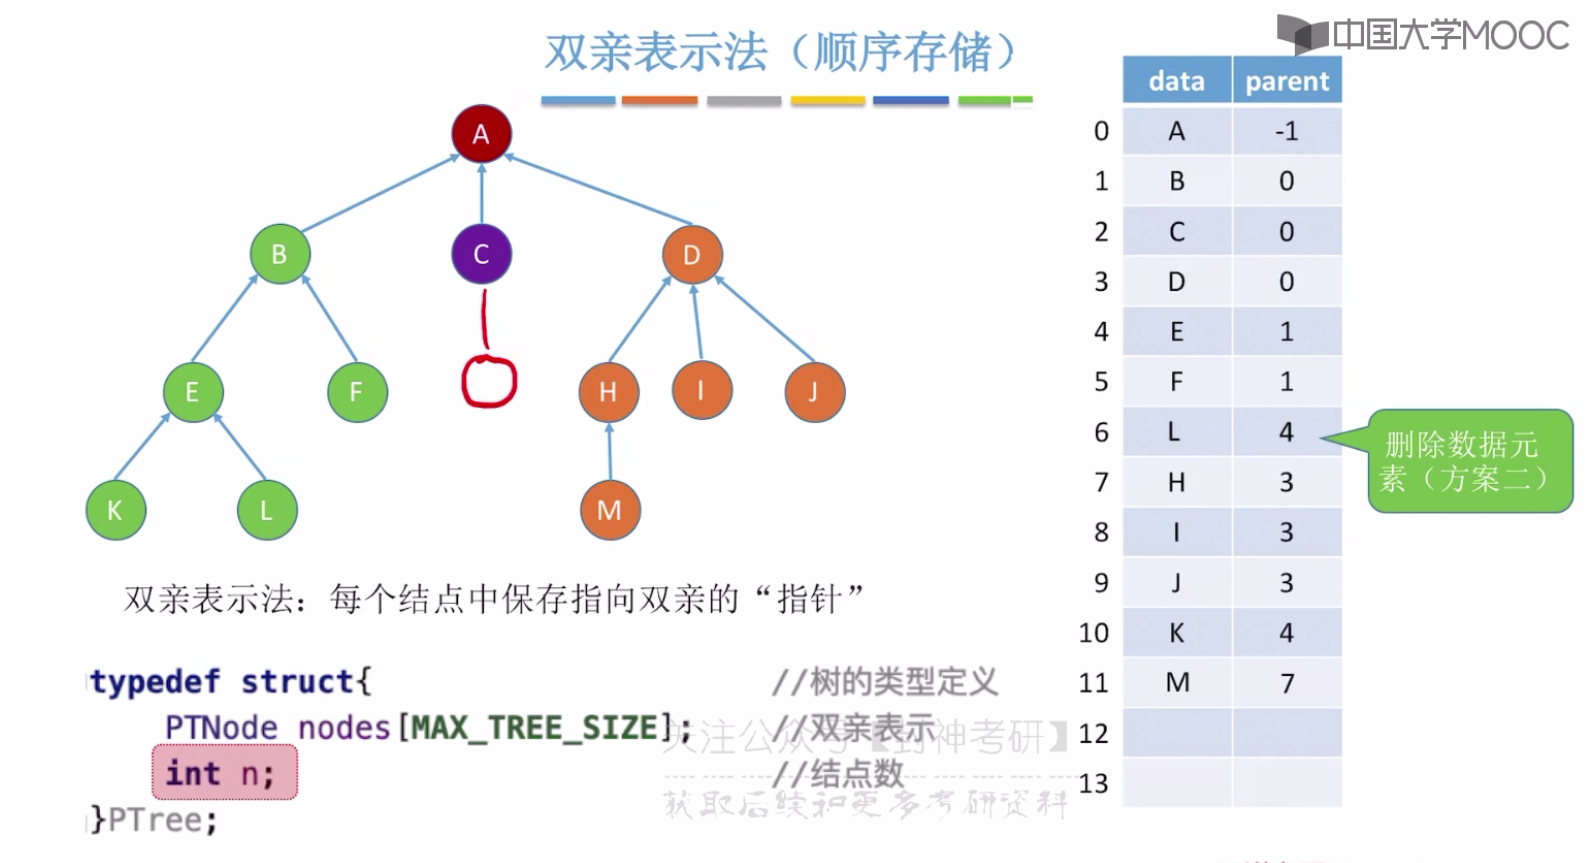 中国大学MOOC
双亲表示法（顺序存储）
data parent
0 A -1
1 B 0
2 C 0
3 D 0
4 E 1
5 F 1
6 L 4
7 H 3
8 I 3
9 J 3
10 K 4
11 M 7
12
13
删除数据元
素（方案二）
A
B C D
E F H I J
K L M
双亲表示法：每个结点中保存指向双亲的“指针”
typedef struct{ //树的类型定义
PTNode nodes[MAX_TREE_SIZE]; //双亲表示
int n; //结点数
}PTree;
关注公众号【封神考研】
获取后续和更多考研资料